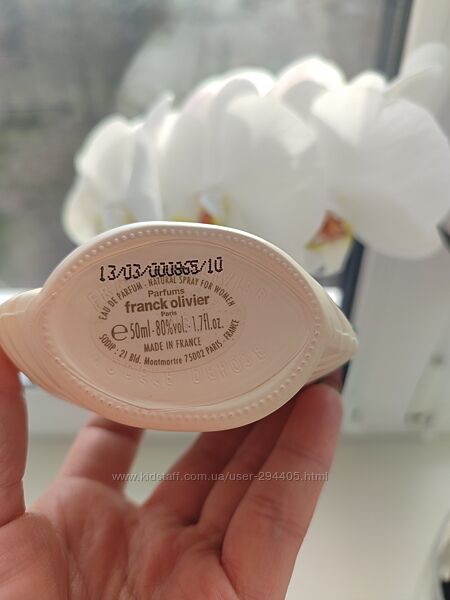 13/03/000865/10
EAU DE PARFUM - NATURAL SPRAY FOR WOMEN
Parfums
franck olivier
Paris
℮ 50ml-80%vol.-1.7fl.oz.
MADE IN FRANCE
SODIP : 21 Bld. Montmartre 75002 PARIS - FRANCE
www.kidstaff.com.ua/user-294405.html